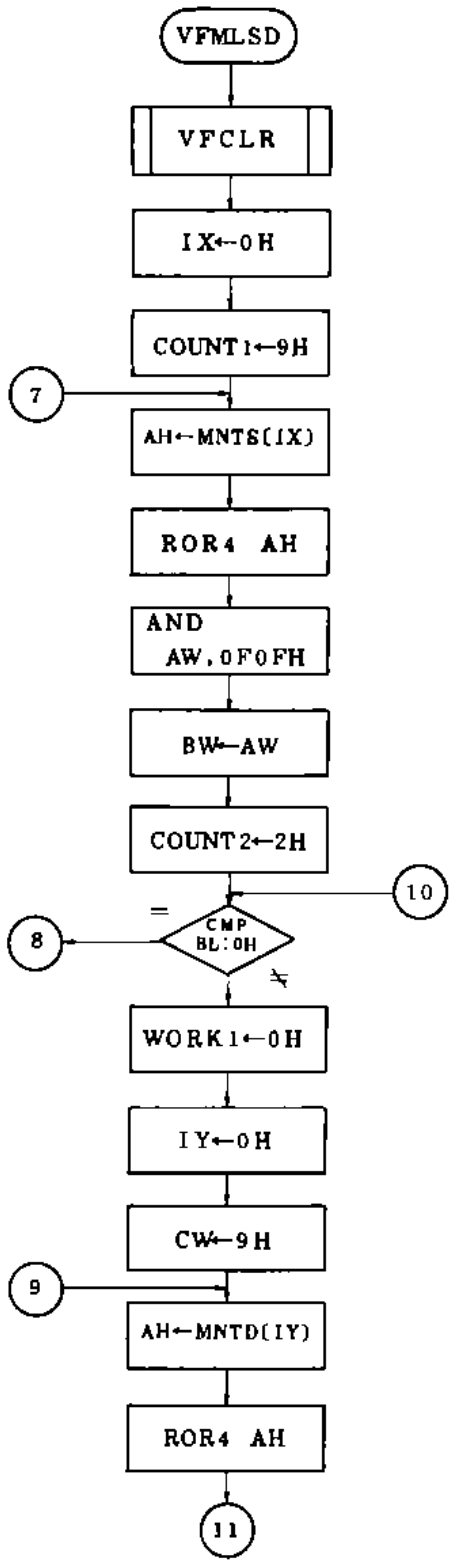 VFMLSD
VFCLR
IX←0H
COUNT1←9H
7
AH←MNTS(IX)
ROR4 AH
AND
AW,0F0FH
BW←AW
COUNT2←2H
10
=
CMP
BL:0H
8
≠
WORK1←0H
IY←0H
CW←9H
9
AH←MNTD(IY)
ROR4 AH
11